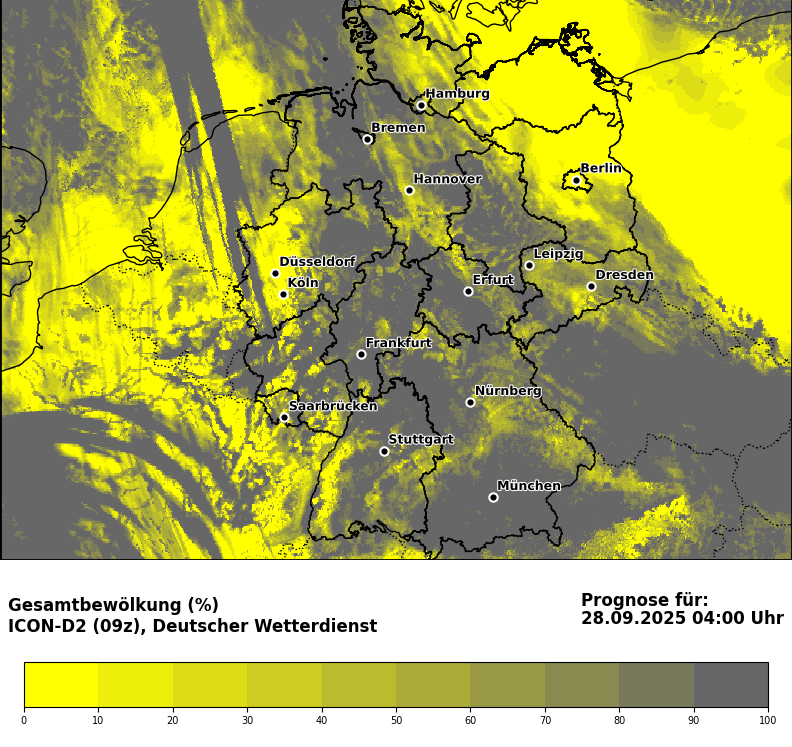 Hamburg
Bremen
Berlin
Hannover
Düsseldorf
Leipzig
Köln
Erfurt
Dresden
Frankfurt
Nürnberg
Saarbrücken
Stuttgart
München
Gesamtbewölkung (%)
ICON-D2 (09z), Deutscher Wetterdienst
Prognose für:
28.09.2025 04:00 Uhr
0 10 20 30 40 50 60 70 80 90 100